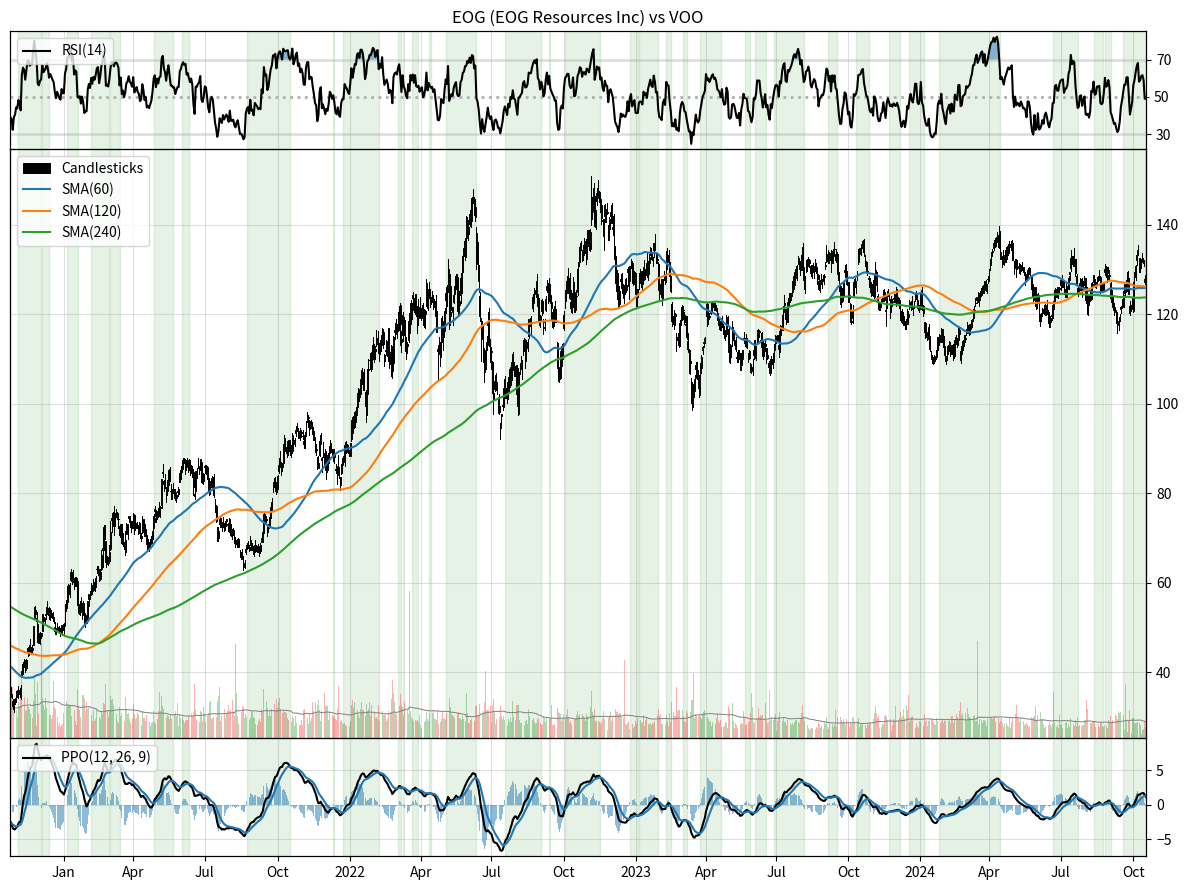 EOG (EOG Resources Inc) vs VOO
RSI(14)
70
50
30
Candlesticks
SMA(60)
SMA(120)
SMA(240)
140
120
100
80
60
40
PPO(12, 26, 9)
5
0
−5
Jan Apr Jul Oct 2022 Apr Jul Oct 2023 Apr Jul Oct 2024 Apr Jul Oct